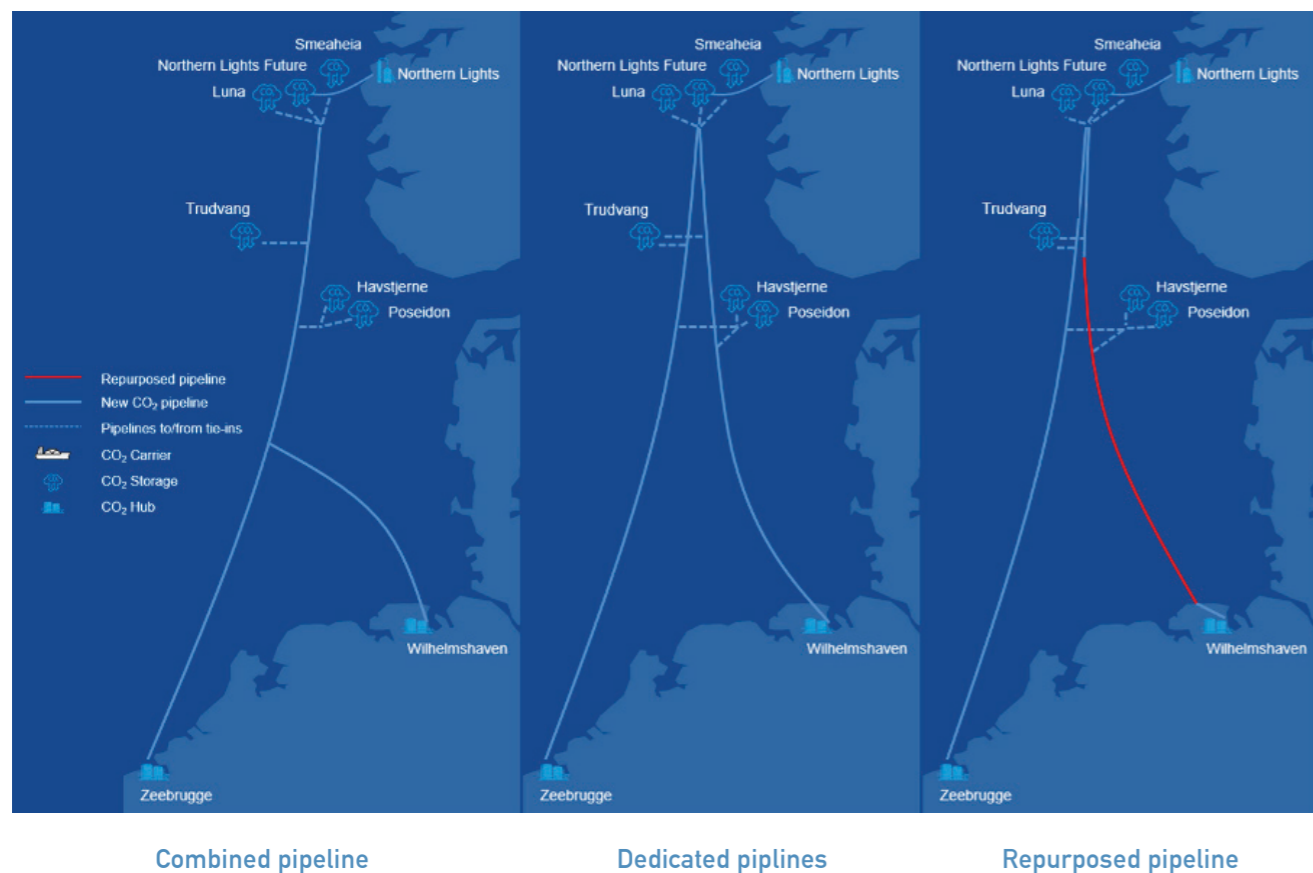 Smeaheia
Northern Lights Future
Northern Lights
Luna
Trudvang
Havstjerne
Poseidon
Repurposed pipeline
New CO₂ pipeline
Pipelines to/from tie-ins
CO₂ Carrier
CO₂ Storage
CO₂ Hub
Wilhelmshaven
Zeebrugge
Combined pipeline
Smeaheia
Northern Lights Future
Northern Lights
Luna
Trudvang
Havstjerne
Poseidon
Wilhelmshaven
Zeebrugge
Dedicated piplines
Smeaheia
Northern Lights Future
Northern Lights
Luna
Trudvang
Havstjerne
Poseidon
Wilhelmshaven
Zeebrugge
Repurposed pipeline